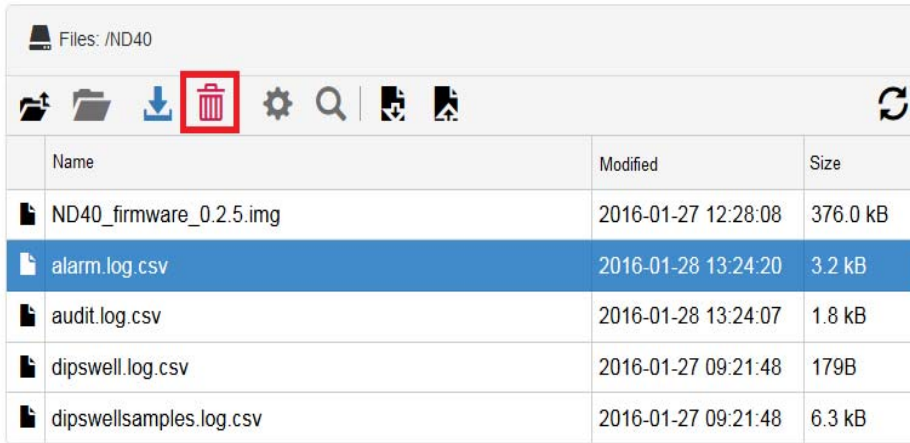 Files: /ND40
Name Modified Size
ND40_firmware_0.2.5.img 2016-01-27 12:28:08 376.0 kB
alarm.log.csv 2016-01-28 13:24:20 3.2 kB
audit.log.csv 2016-01-28 13:24:07 1.8 kB
dipswell.log.csv 2016-01-27 09:21:48 179B
dipswellsamples.log.csv 2016-01-27 09:21:48 6.3 kB